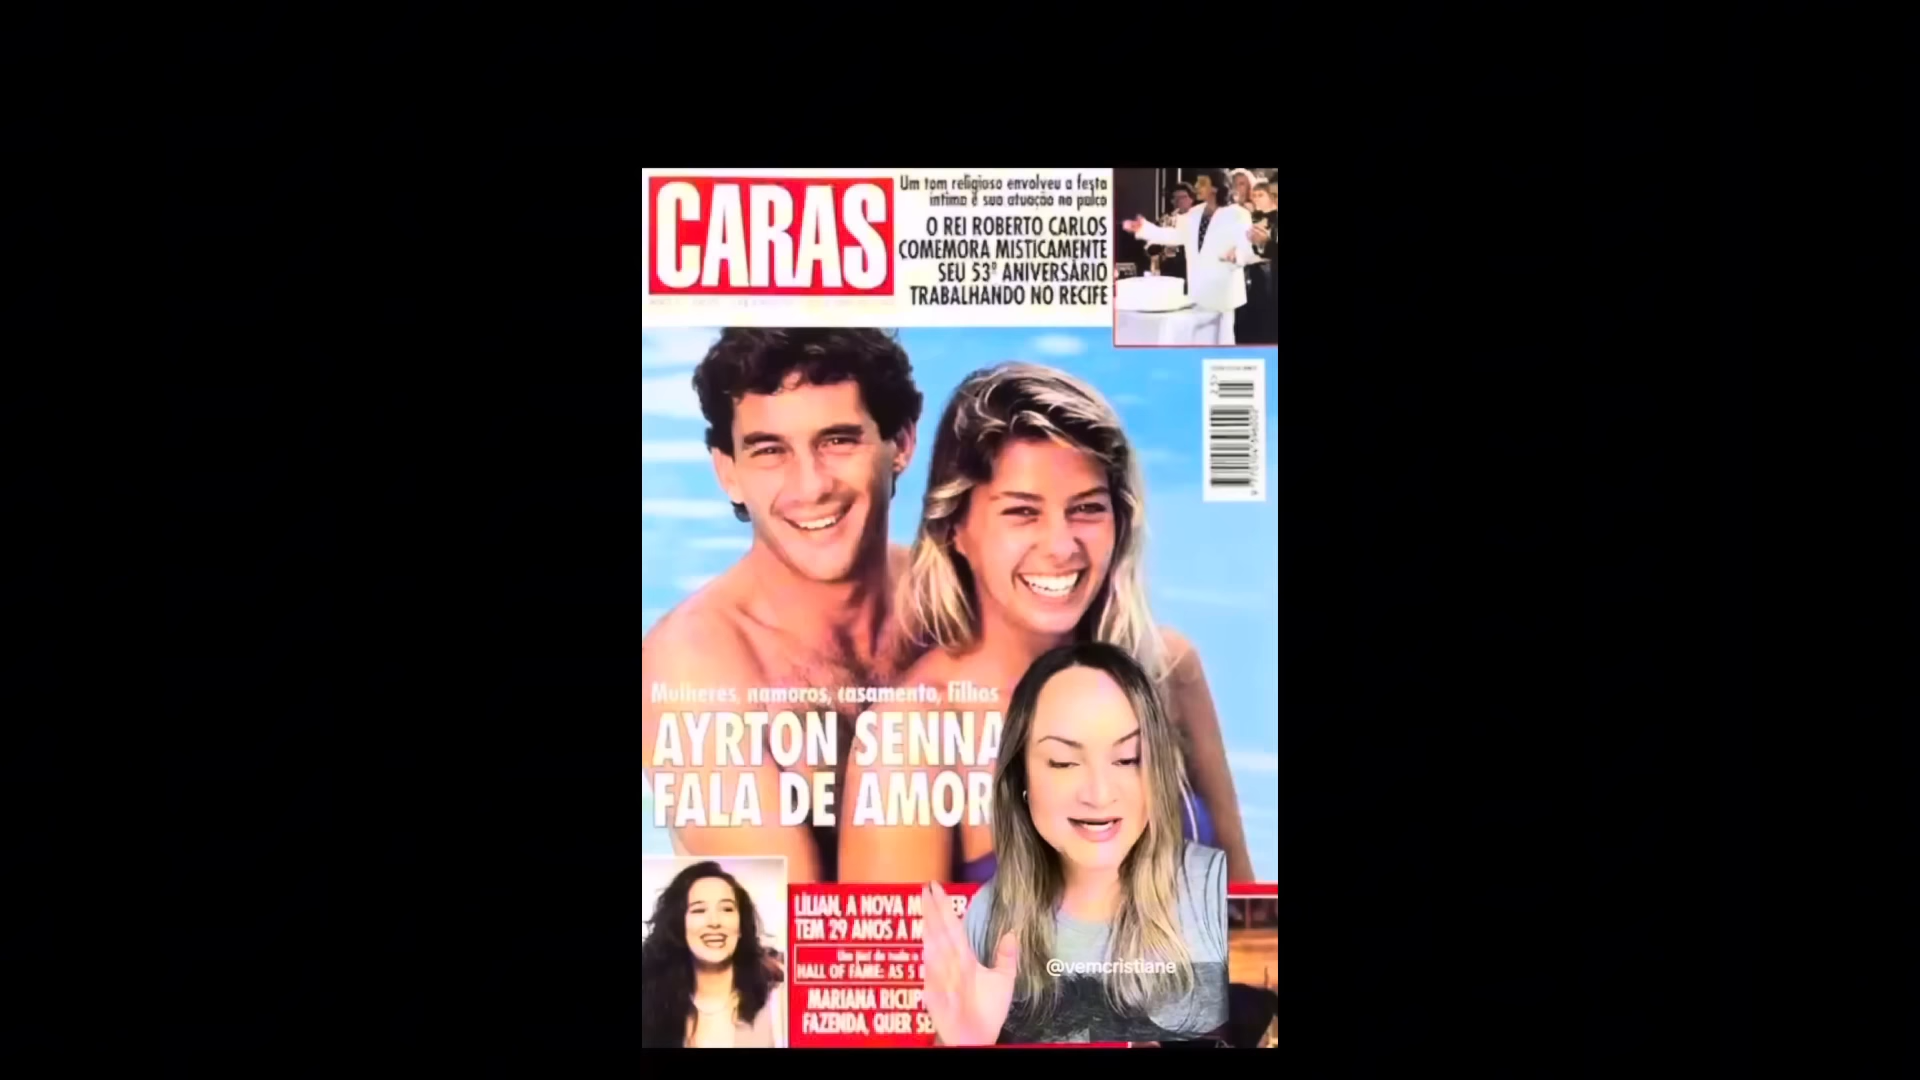 CARAS
Um tom religioso envolveu a festa
íntima e sua atuação no palco
O REI ROBERTO CARLOS
COMEMORA MISTICAMENTE
SEU 53º ANIVERSÁRIO
TRABALHANDO NO RECIFE
Mulheres, namoros, casamento, filhos
AYRTON SENNA
FALA DE AMOR
LÍLIAN, A NOVA
TEM 29 ANOS A M
HALL OF FAME: AS 5
MARIANA RICUP
FAZENDA, QUER SE
@vemcristiane